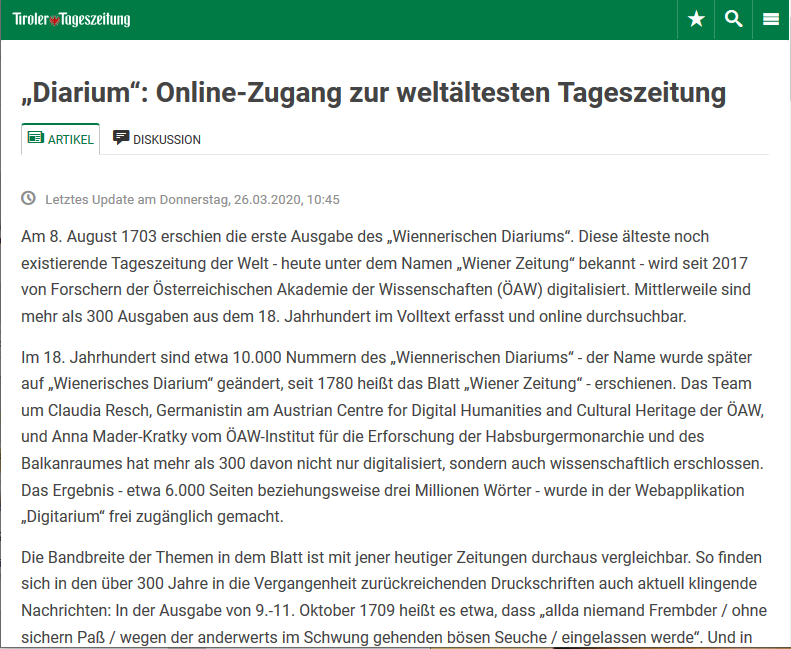 Tiroler Tageszeitung
„Diarium“: Online-Zugang zur weltältesten Tageszeitung
ARTIKEL DISKUSSION
Letztes Update am Donnerstag, 26.03.2020, 10:45
Am 8. August 1703 erschien die erste Ausgabe des „Wiennerischen Diariums“. Diese älteste noch
existierende Tageszeitung der Welt - heute unter dem Namen „Wiener Zeitung“ bekannt - wird seit 2017
von Forschern der Österreichischen Akademie der Wissenschaften (ÖAW) digitalisiert. Mittlerweile sind
mehr als 300 Ausgaben aus dem 18. Jahrhundert im Volltext erfasst und online durchsuchbar.
Im 18. Jahrhundert sind etwa 10.000 Nummern des „Wiennerischen Diariums“ - der Name wurde später
auf „Wienerisches Diarium“ geändert, seit 1780 heißt das Blatt „Wiener Zeitung“ - erschienen. Das Team
um Claudia Resch, Germanistin am Austrian Centre for Digital Humanities and Cultural Heritage der ÖAW,
und Anna Mader-Kratky vom ÖAW-Institut für die Erforschung der Habsburgermonarchie und des
Balkanraumes hat mehr als 300 davon nicht nur digitalisiert, sondern auch wissenschaftlich erschlossen.
Das Ergebnis - etwa 6.000 Seiten beziehungsweise drei Millionen Wörter - wurde in der Webapplikation
„Digitarium“ frei zugänglich gemacht.
Die Bandbreite der Themen in dem Blatt ist mit jener heutiger Zeitungen durchaus vergleichbar. So finden
sich in den über 300 Jahre in die Vergangenheit zurückreichenden Druckschriften auch aktuell klingende
Nachrichten: In der Ausgabe von 9.-11. Oktober 1709 heißt es etwa, dass „allda niemand Frembder / ohne
sichern Paß / wegen der anderwerts im Schwung gehenden bösen Seuche / eingelassen werde“. Und in